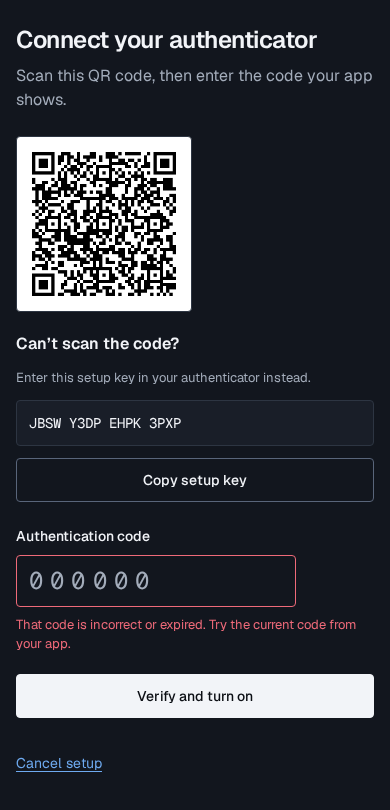 Connect your authenticator
Scan this QR code, then enter the code your app
shows.
Can’t scan the code?
Enter this setup key in your authenticator instead.
JBSW Y3DP EHPK 3PXP
Copy setup key
Authentication code
000000
That code is incorrect or expired. Try the current code from
your app.
Verify and turn on
Cancel setup